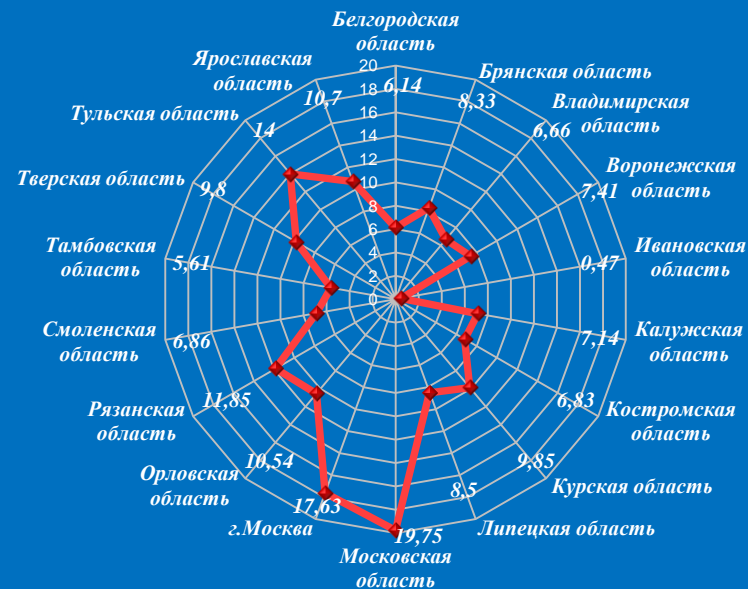 Белгородская
область
6,14
Брянская область
8,33
Владимирская
область
6,66
Воронежская
область
7,41
Ивановская
область
0,47
Калужская
область
7,14
Костромская
область
6,83
Курская область
9,85
Липецкая область
8,5
Московская
область
19,75
г.Москва
17,63
Орловская
область
10,54
Рязанская
область
11,85
Смоленская
область
6,86
Тамбовская
область
5,61
Тверская область
9,8
Тульская область
14
Ярославская
область
10,7
20
18
16
14
12
10
8
6
4
2
0